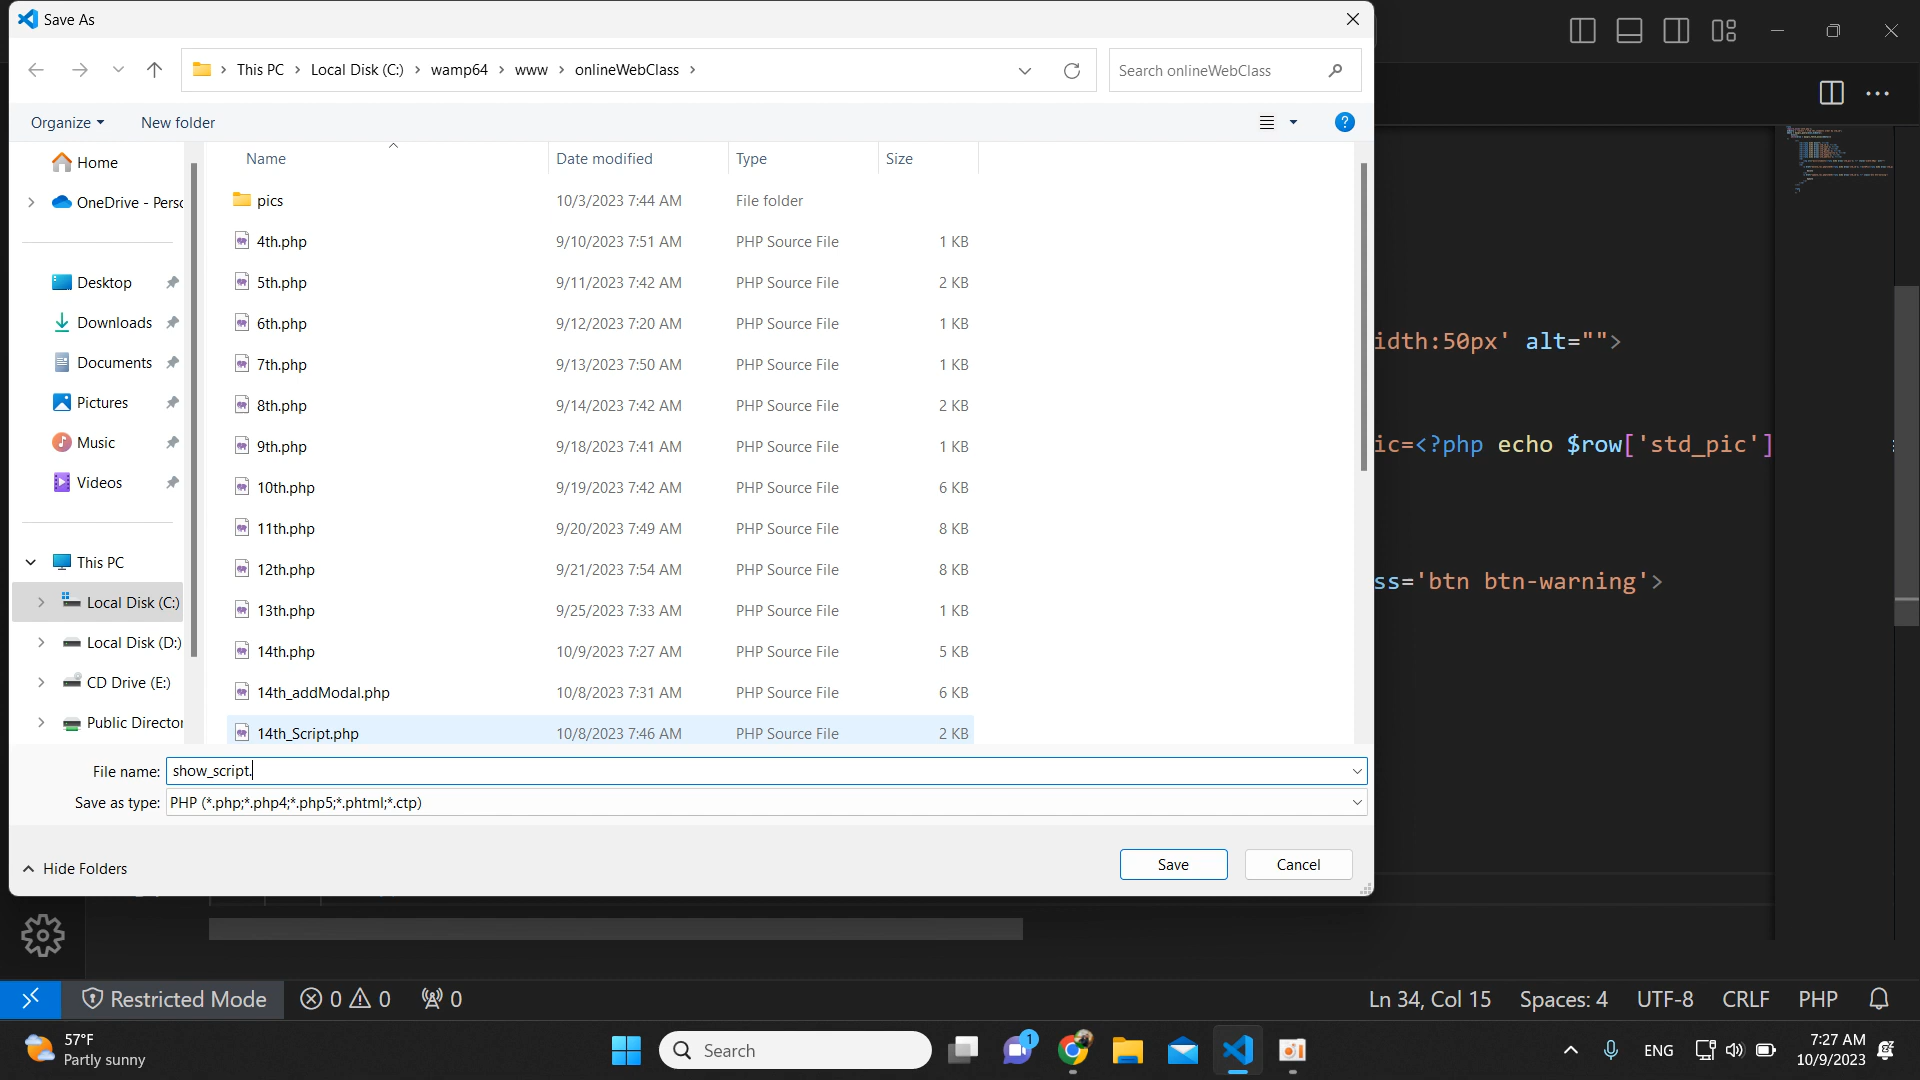 Save As
This PC > Local Disk (C:) > wamp64 > www > onlineWebClass >
Search onlineWebClass
Organize
New folder
Name Date modified Type Size
Home
OneDrive - Perso
Desktop
Downloads
Documents
Pictures
Music
Videos
This PC
Local Disk (C:)
Local Disk (D:)
CD Drive (E:)
Public Director
pics 10/3/2023 7:44 AM File folder
4th.php 9/10/2023 7:51 AM PHP Source File 1 KB
5th.php 9/11/2023 7:42 AM PHP Source File 2 KB
6th.php 9/12/2023 7:20 AM PHP Source File 1 KB
7th.php 9/13/2023 7:50 AM PHP Source File 1 KB
8th.php 9/14/2023 7:42 AM PHP Source File 2 KB
9th.php 9/18/2023 7:41 AM PHP Source File 1 KB
10th.php 9/19/2023 7:42 AM PHP Source File 6 KB
11th.php 9/20/2023 7:49 AM PHP Source File 8 KB
12th.php 9/21/2023 7:54 AM PHP Source File 8 KB
13th.php 9/25/2023 7:33 AM PHP Source File 1 KB
14th.php 10/9/2023 7:27 AM PHP Source File 5 KB
14th_addModal.php 10/8/2023 7:31 AM PHP Source File 6 KB
14th_Script.php 10/8/2023 7:46 AM PHP Source File 2 KB
File name: show_script.
Save as type: PHP (*.php;*.php4;*.php5;*.phtml;*.ctp)
Hide Folders
Save
Cancel
idth:50px' alt="">
ic=<?php echo $row['std_pic']
ss='btn btn-warning'>
Restricted Mode 0 0 0
Ln 34, Col 15 Spaces: 4 UTF-8 CRLF PHP
57°F
Partly sunny
Search
1
ENG
7:27 AM
10/9/2023